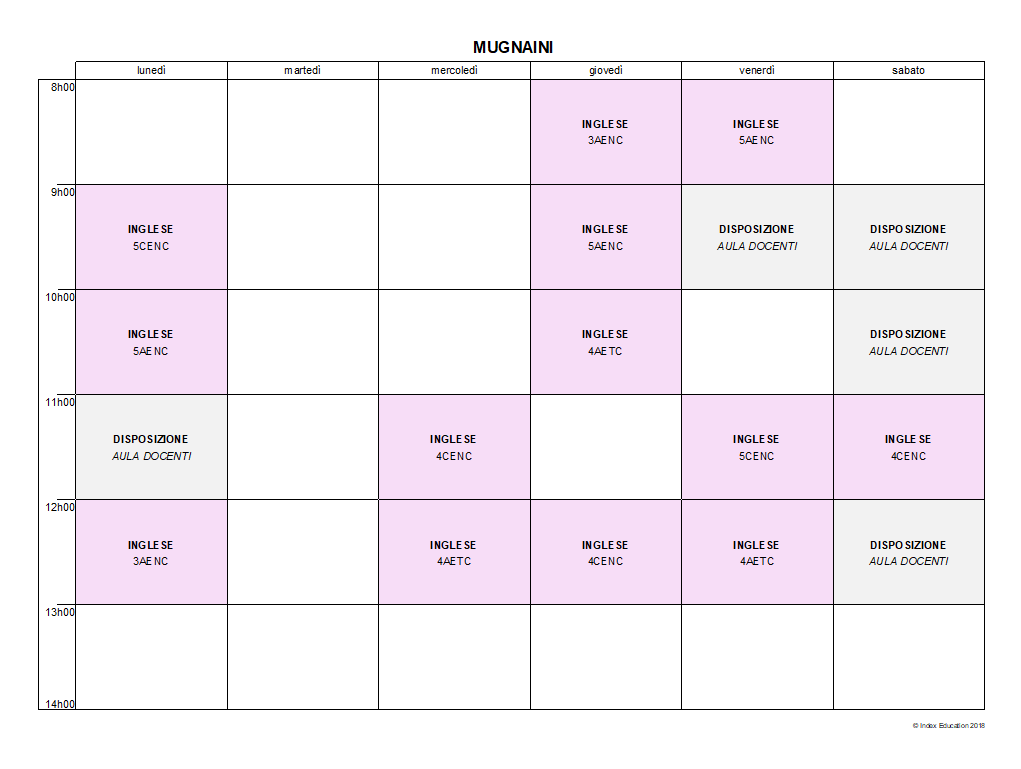 MUGNAINI
lunedì martedì mercoledì giovedì venerdì sabato
8h00
INGLESE INGLESE
3AENC 5AENC
9h00
INGLESE INGLESE DISPOSIZIONE DISPOSIZIONE
5CENC 5AENC AULA DOCENTI AULA DOCENTI
10h00
INGLESE INGLESE DISPOSIZIONE
5AENC 4AETC AULA DOCENTI
11h00
DISPOSIZIONE INGLESE INGLESE INGLESE
AULA DOCENTI 4CENC 5CENC 4CENC
12h00
INGLESE INGLESE INGLESE INGLESE DISPOSIZIONE
3AENC 4AETC 4CENC 4AETC AULA DOCENTI
13h00
14h00
© Index Education 2018